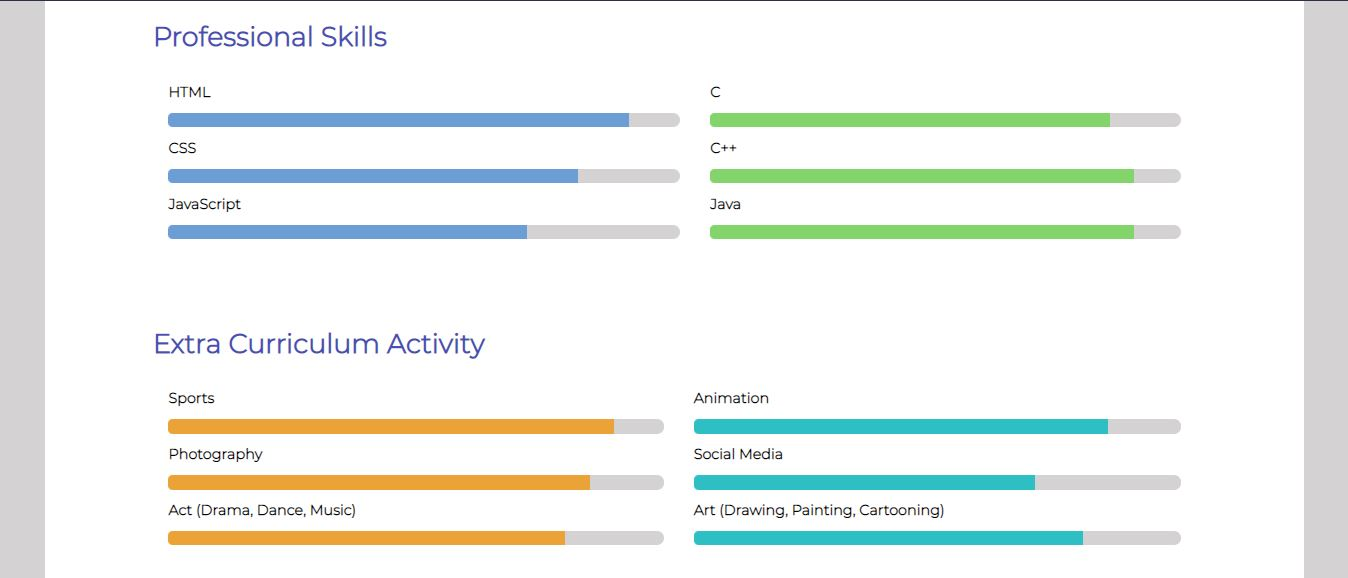 Professional Skills
HTML
C
CSS
C++
JavaScript
Java
Extra Curriculum Activity
Sports
Animation
Photography
Social Media
Act (Drama, Dance, Music)
Art (Drawing, Painting, Cartooning)